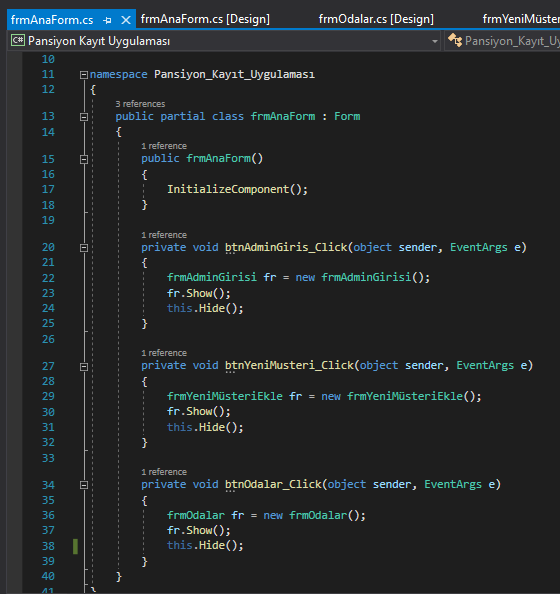 frmAnaForm.cs frmAnaForm.cs [Design] frmOdalar.cs [Design] frmYeniMüster
C# Pansiyon Kayıt Uygulaması Pansiyon_Kayıt_Uy
10
11 namespace Pansiyon_Kayıt_Uygulaması
12 {
3 references
13 public partial class frmAnaForm : Form
14 {
1 reference
15 public frmAnaForm()
16 {
17 InitializeComponent();
18 }
19
1 reference
20 private void btnAdminGiris_Click(object sender, EventArgs e)
21 {
22 frmAdminGirisi fr = new frmAdminGirisi();
23 fr.Show();
24 this.Hide();
25 }
26
1 reference
27 private void btnYeniMusteri_Click(object sender, EventArgs e)
28 {
29 frmYeniMüsteriEkle fr = new frmYeniMüsteriEkle();
30 fr.Show();
31 this.Hide();
32 }
33
1 reference
34 private void btnOdalar_Click(object sender, EventArgs e)
35 {
36 frmOdalar fr = new frmOdalar();
37 fr.Show();
38 this.Hide();
39 }
40 }
41 }